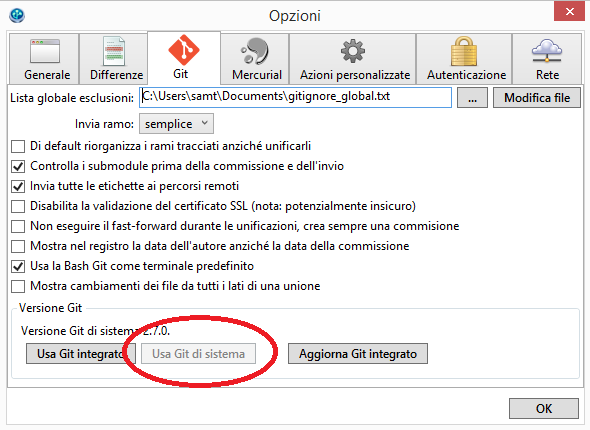 Opzioni
Generale Differenze Git Mercurial Azioni personalizzate Autenticazione Rete
Lista globale esclusioni: C:\Users\samt\Documents\gitignore_global.txt ... Modifica file
Invia ramo: semplice
Di default riorganizza i rami tracciati anziché unificarli
Controlla i submodule prima della commissione e dell'invio
Invia tutte le etichette ai percorsi remoti
Disabilita la validazione del certificato SSL (nota: potenzialmente insicuro)
Non eseguire il fast-forward durante le unificazioni, crea sempre una commisione
Mostra nel registro la data dell'autore anziché la data della commissione
Usa la Bash Git come terminale predefinito
Mostra cambiamenti dei file da tutti i lati di una unione
Versione Git
Versione Git di sistema 2.7.0.
Usa Git integrato Usa Git di sistema Aggiorna Git integrato
OK